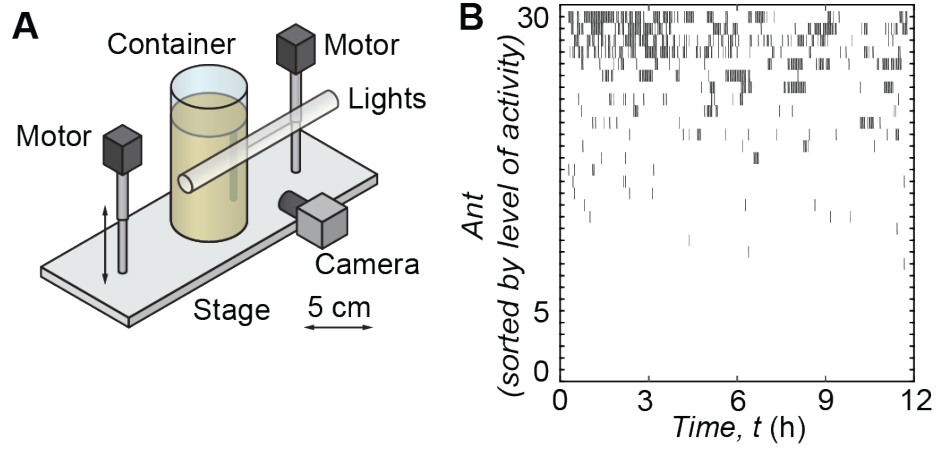 A
Container
Motor
Lights
Motor
Camera
Stage
5 cm
B
Ant
(sorted by level of activity)
30
5
0
0 3 6 9 12
Time, t (h)